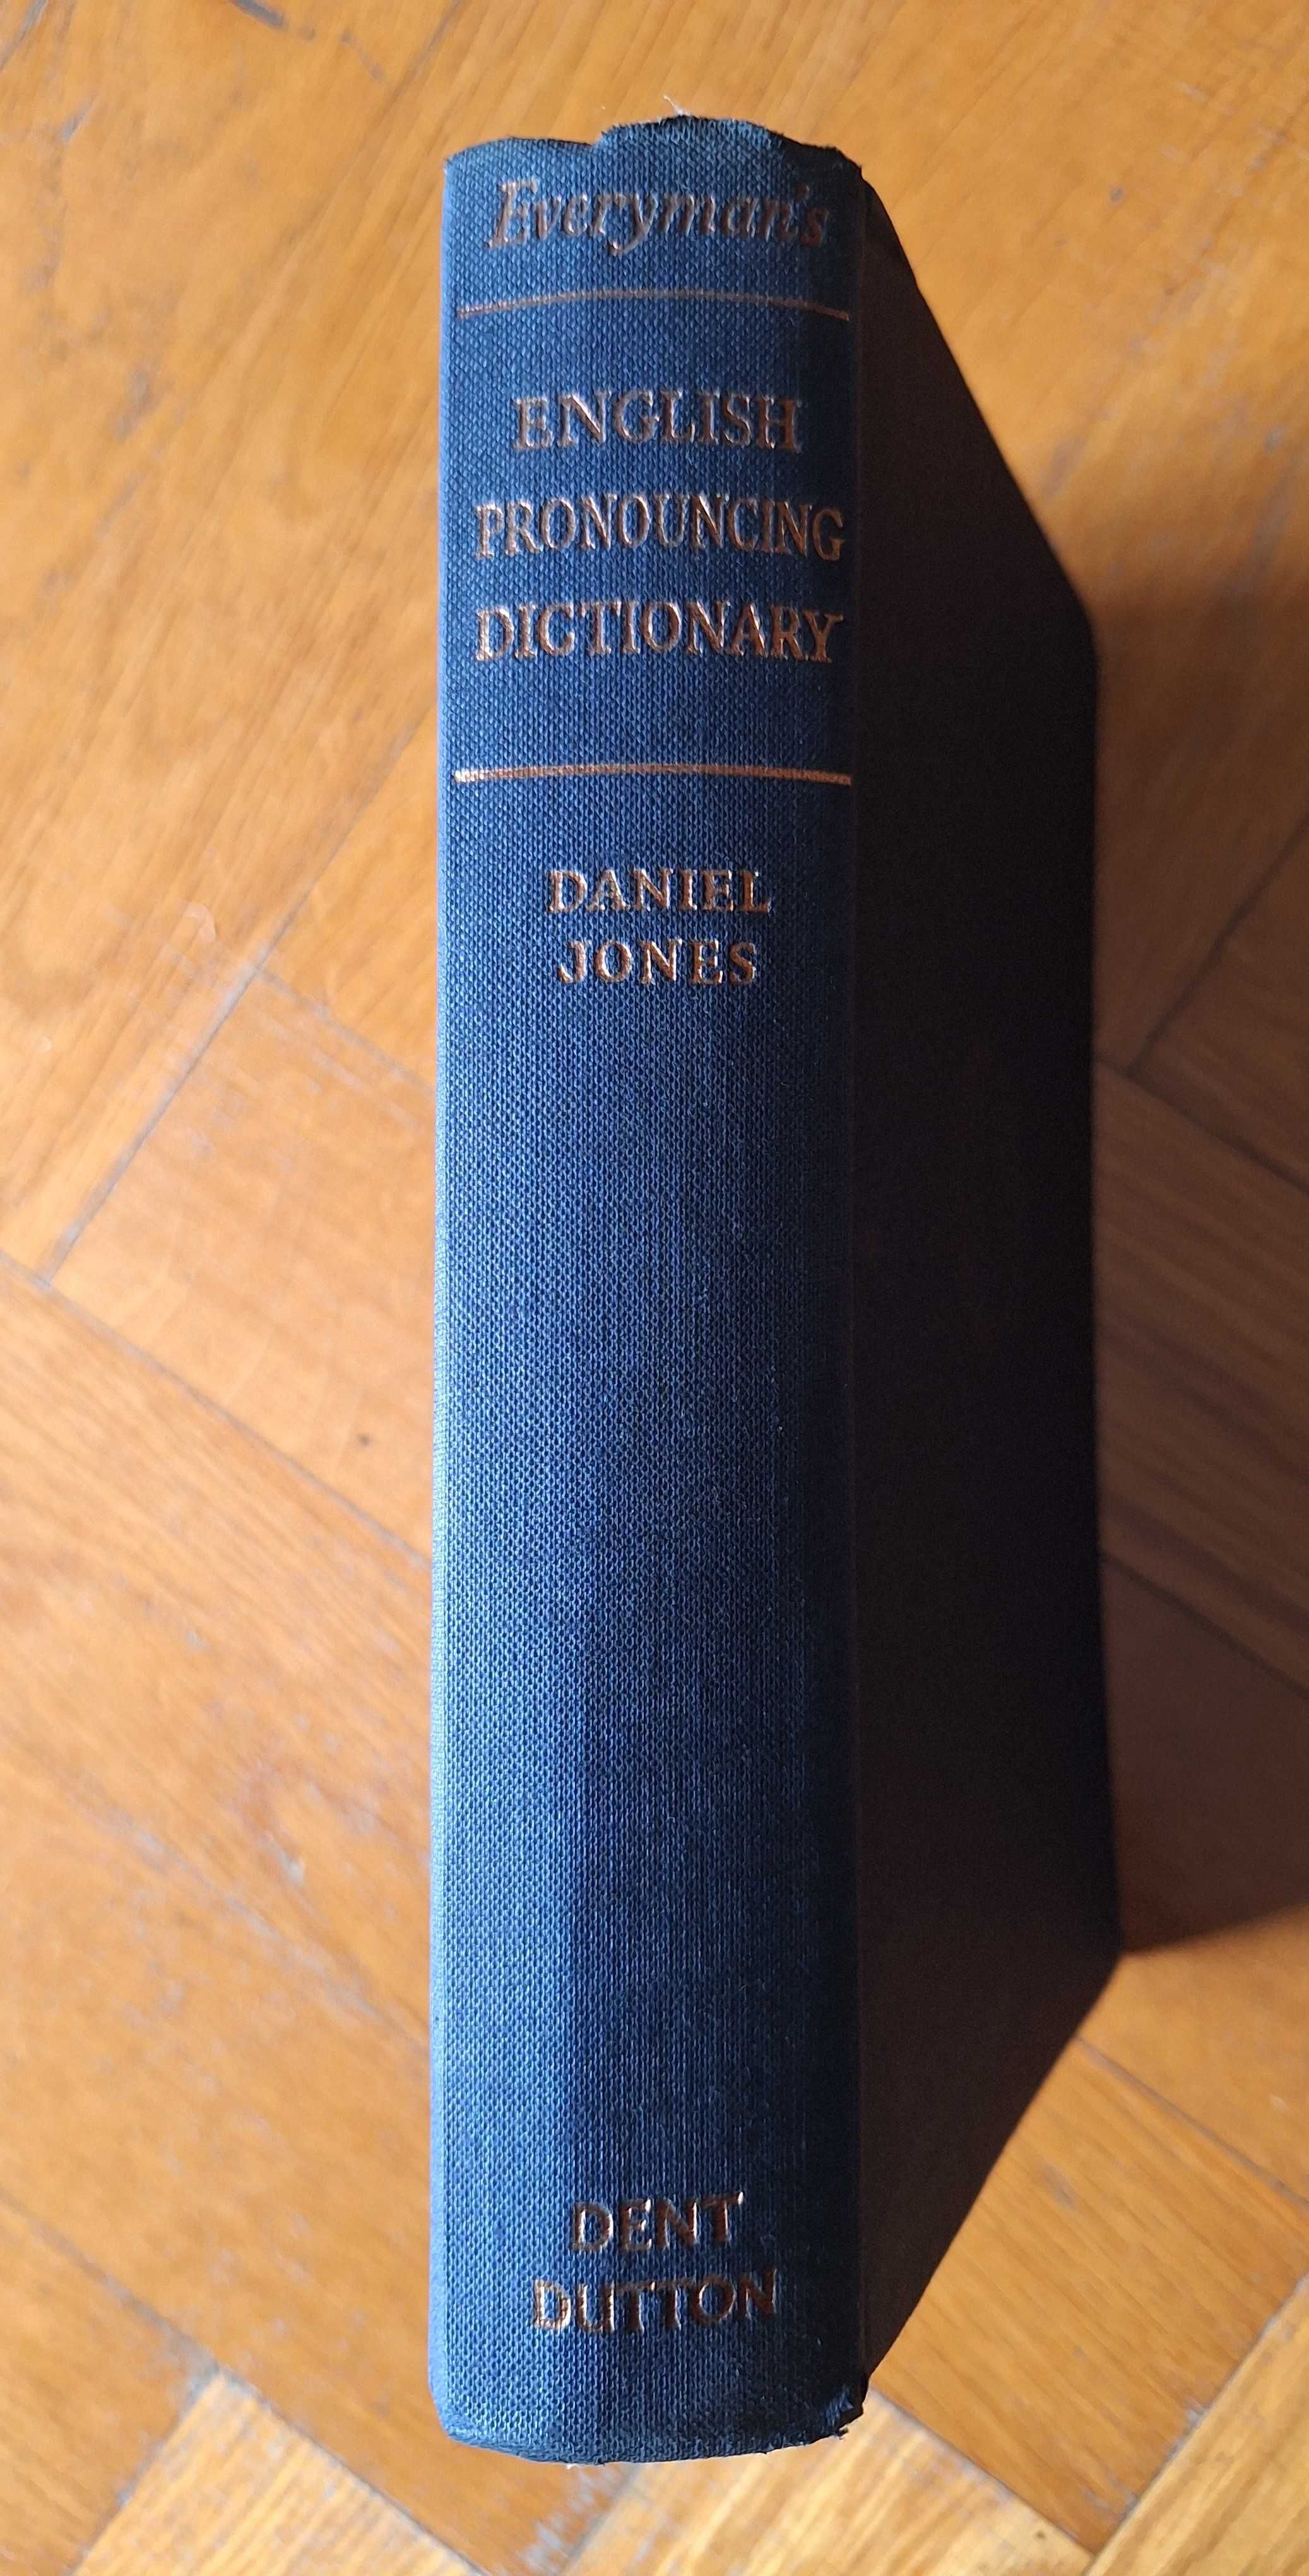 Everyman's
ENGLISH
PRONOUNCING
DICTIONARY
DANIEL
JONES
DENT
DUTTON